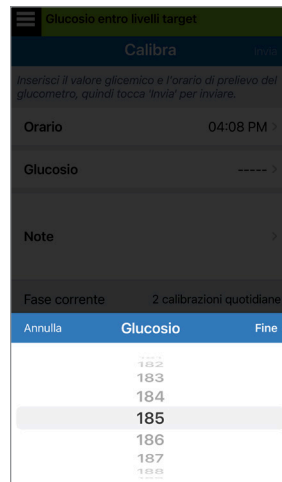 Glucosio entro livelli target
Calibra Invia
Inserisci il valore glicemico e l'orario di prelievo del
glucometro, quindi tocca 'Invia' per inviare.
Orario 04:08 PM >
Glucosio ----- >
Note >
Fase corrente 2 calibrazioni quotidiane
Annulla Glucosio Fine
182
183
184
185
186
187
188